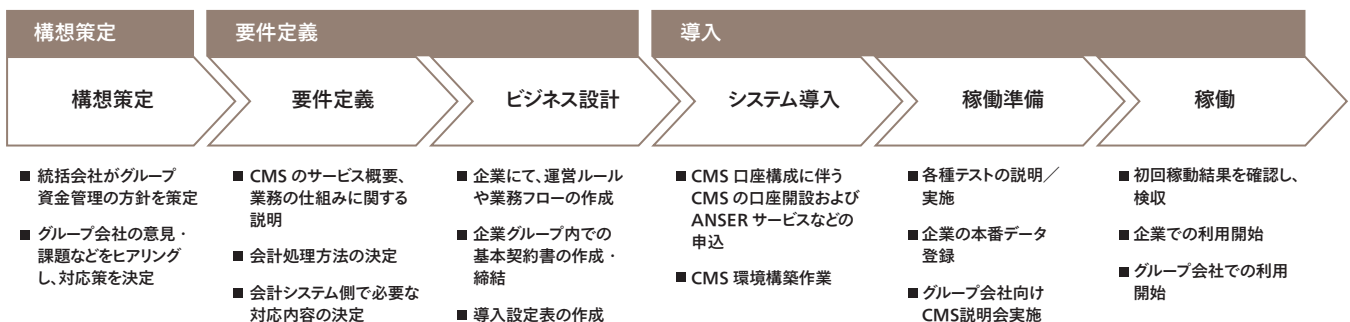 構想策定
要件定義
導入
構想策定
要件定義
ビジネス設計
システム導入
稼働準備
稼働
■ 統括会社がグループ
資金管理の方針を策定
■ グループ会社の意見・
課題などをヒアリング
し、対応策を決定
■ CMS のサービス概要、
業務の仕組みに関する
説明
■ 会計処理方法の決定
■ 会計システム側で必要な
対応内容の決定
■ 企業にて、運営ルール
や業務フローの作成
■ 企業グループ内での
基本契約書の作成・
締結
■ 導入設定表の作成
■ CMS 口座構成に伴う
CMS の口座開設および
ANSER サービスなどの
申込
■ CMS 環境構築作業
■ 各種テストの説明／
実施
■ 企業の本番データ
登録
■ グループ会社向け
CMS説明会実施
■ 初回稼働結果を確認し、
検収
■ 企業での利用開始
■ グループ会社での利用
開始